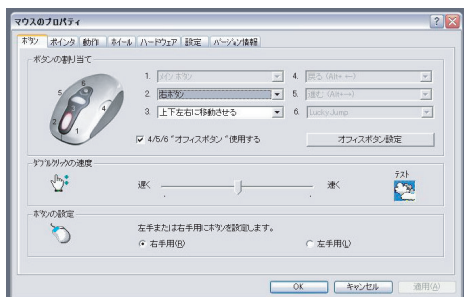 マウスのプロパティ
ボタン ポインタ 動作 ホイール ハードウェア 設定 バージョン情報
ボタンの割り当て
1. メイン ボタン 4. 戻る (Alt+ ←)
2. 右ボタン 5. 進む (Alt+→)
3. 上下左右に移動させる 6. Lucky Jump
5 6 4 3 1 2
4/5/6 "オフィスボタン "使用する オフィスボタン設定
ダブルクリックの速度
テスト
遅く 速く
ボタンの設定
左手または右手用にボタンを設定します。
右手用(R) 左手用(L)
OK キャンセル 適用(A)